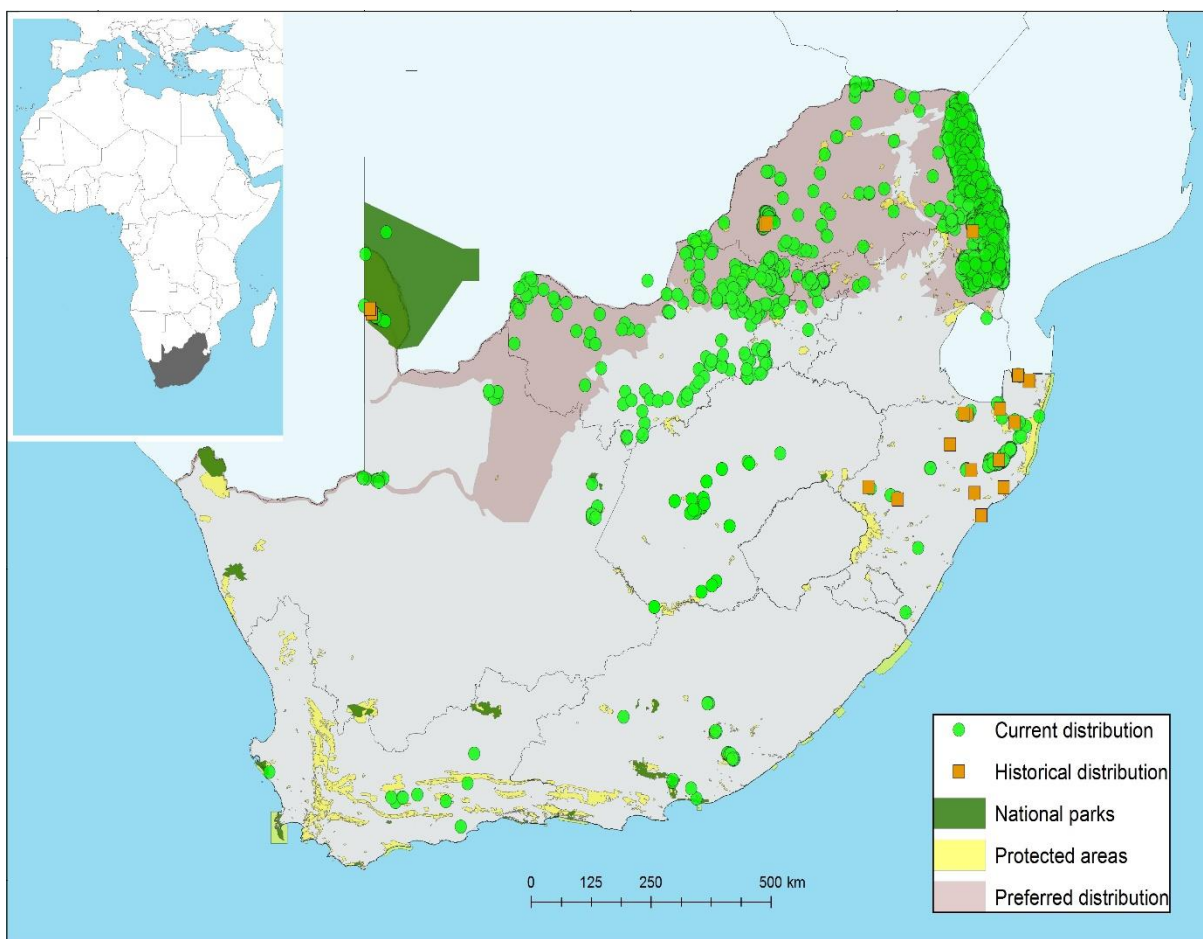 Current distribution
Historical distribution
National parks
Protected areas
Preferred distribution
0 125 250 500 km